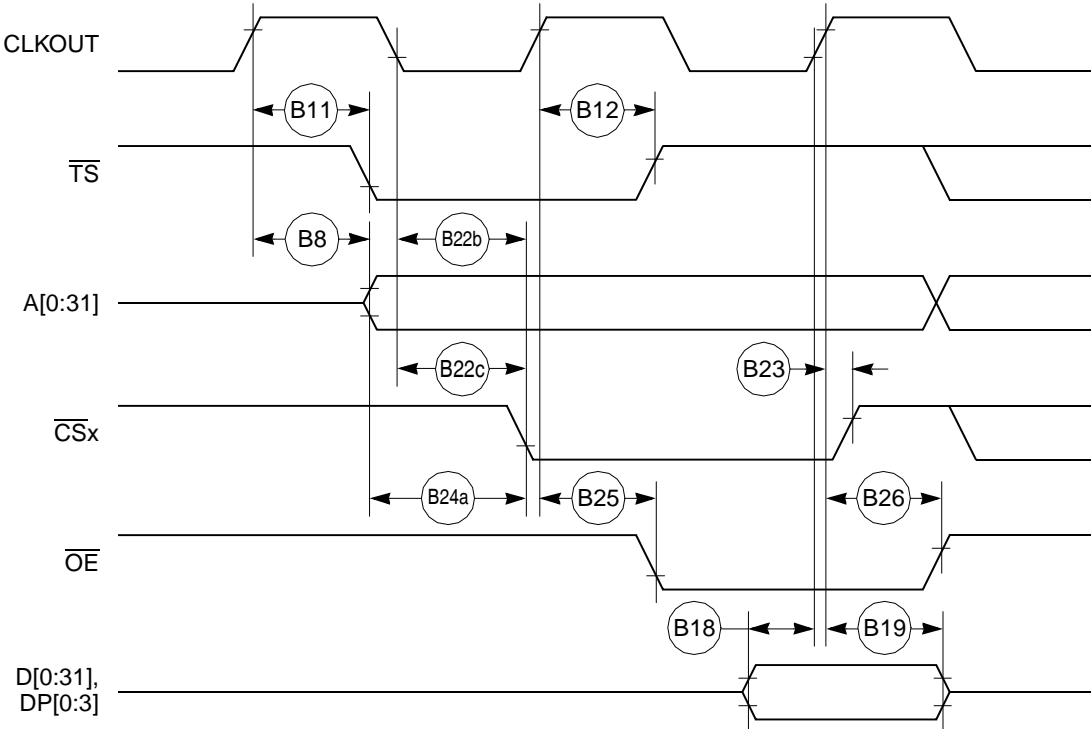 CLKOUT
B11
B12
TS
B8
B22b
A[0:31]
B22c
B23
CSx
B24a
B25
B26
OE
B18
B19
D[0:31],
DP[0:3]